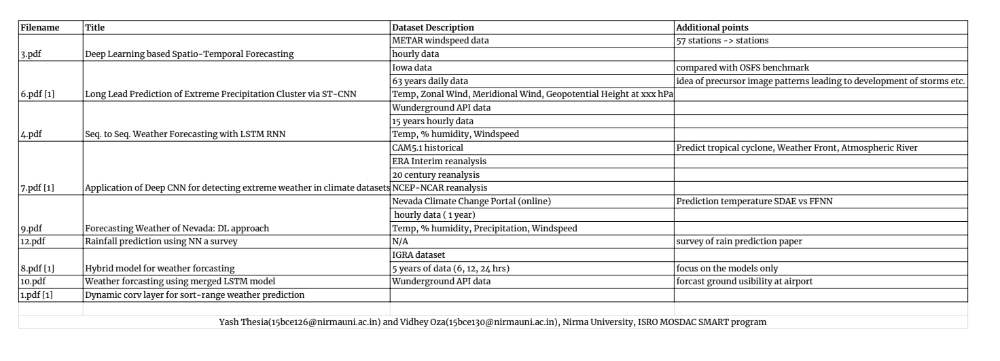 Filename Title Dataset Description Additional points
METAR windspeed data 57 stations -> stations
3.pdf Deep Learning based Spatio-Temporal Forecasting hourly data
Iowa data compared with OSFS benchmark
63 years daily data idea of precursor image patterns leading to development of storms etc.
6.pdf [1] Long Lead Prediction of Extreme Precipitation Cluster via ST-CNN Temp, Zonal Wind, Meridional Wind, Geopotential Height at xxx hPa
Wunderground API data
15 years hourly data
4.pdf Seq. to Seq. Weather Forecasting with LSTM RNN Temp, % humidity, Windspeed
CAM5.1 historical Predict tropical cyclone, Weather Front, Atmospheric River
ERA Interim reanalysis
20 century reanalysis
7.pdf [1] Application of Deep CNN for detecting extreme weather in climate datasets NCEP-NCAR reanalysis
Nevada Climate Change Portal (online) Prediction temperature SDAE vs FFNN
hourly data ( 1 year)
9.pdf Forecasting Weather of Nevada: DL approach Temp, % humidity, Precipitation, Windspeed
12.pdf Rainfall prediction using NN a survey N/A survey of rain prediction paper
IGRA dataset
8.pdf [1] Hybrid model for weather forcasting 5 years of data (6, 12, 24 hrs) focus on the models only
10.pdf Weather forcasting using merged LSTM model Wunderground API data forcast ground usibility at airport
1.pdf [1] Dynamic corv layer for sort-range weather prediction
Yash Thesia(15bce126@nirmauni.ac.in) and Vidhey Oza(15bce130@nirmauni.ac.in), Nirma University, ISRO MOSDAC SMART program